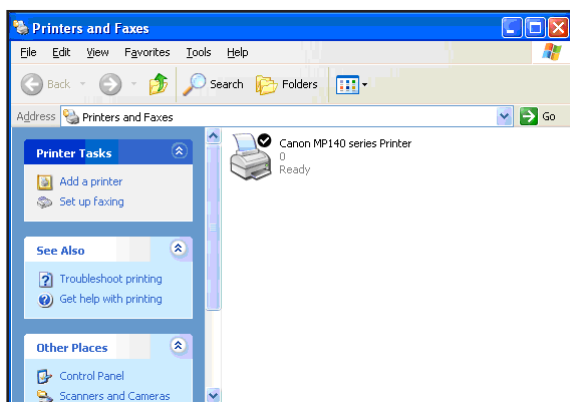 Printers and Faxes
File Edit View Favorites Tools Help
Back Search Folders
Address Printers and Faxes Go
Printer Tasks
Add a printer
Set up faxing
See Also
Troubleshoot printing
Get help with printing
Other Places
Control Panel
Scanners and Cameras
Canon MP140 series Printer
0
Ready